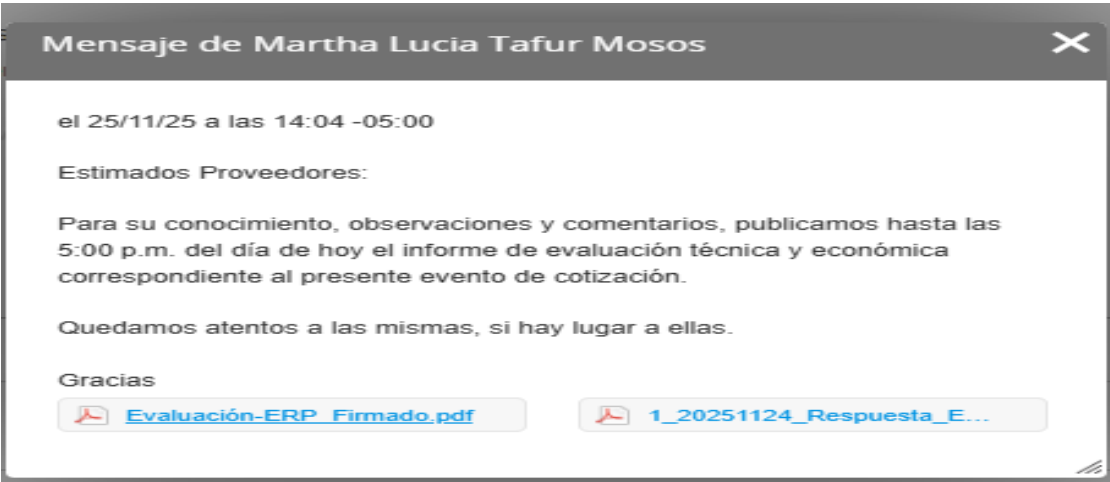 Mensaje de Martha Lucia Tafur Mosos
el 25/11/25 a las 14:04 -05:00
Estimados Proveedores:
Para su conocimiento, observaciones y comentarios, publicamos hasta las
5:00 p.m. del día de hoy el informe de evaluación técnica y económica
correspondiente al presente evento de cotización.
Quedamos atentos a las mismas, si hay lugar a ellas.
Gracias
Evaluación-ERP_Firmado.pdf
1_20251124_Respuesta_E...